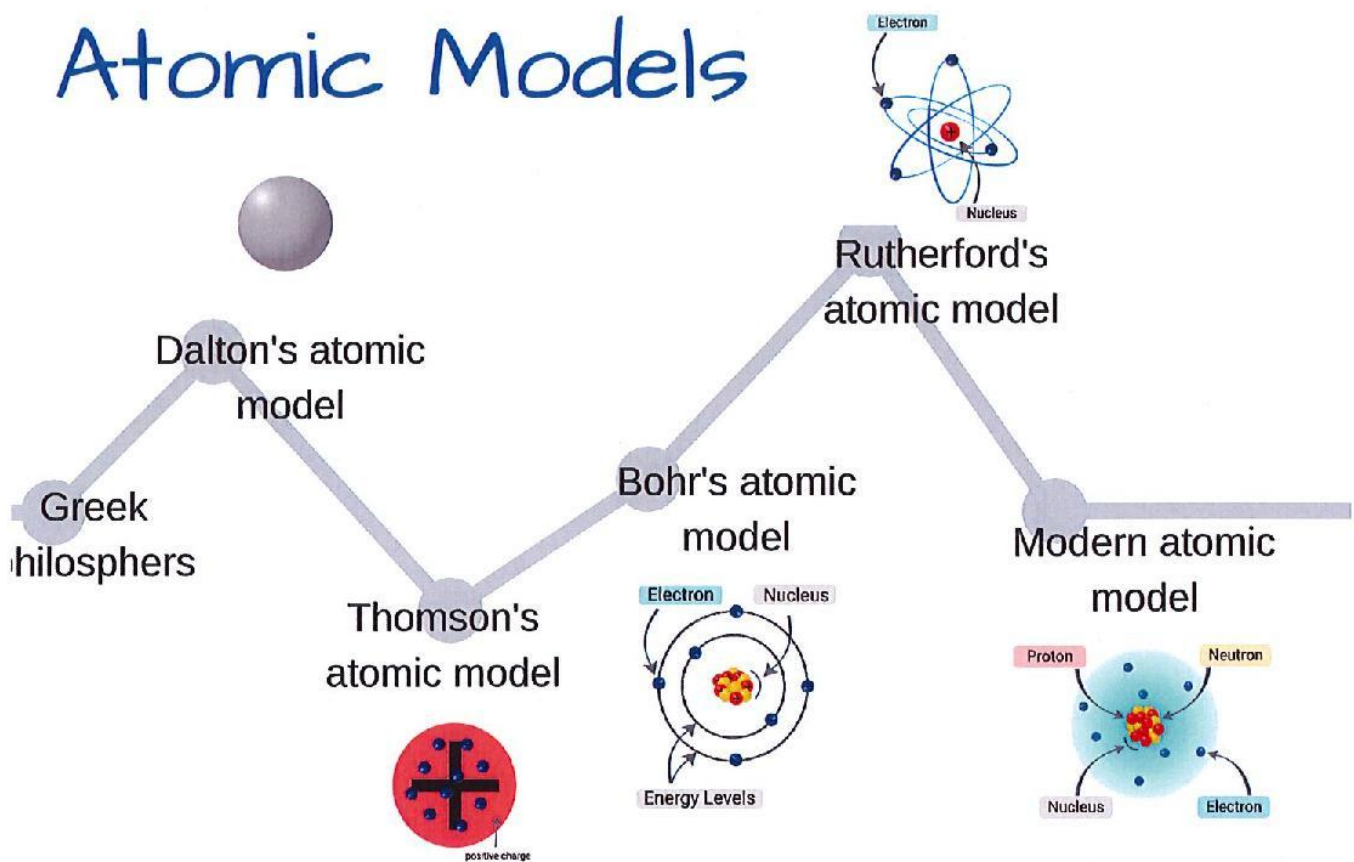 Atomic Models
Electron
+
Nucleus
Rutherford's
atomic model
Dalton's atomic
model
Greek
hilosphers
Bohr's atomic
model
Modern atomic
model
Thomson's
atomic model
Electron
Nucleus
Energy Levels
Proton
Neutron
Nucleus
Electron
+
positive charge